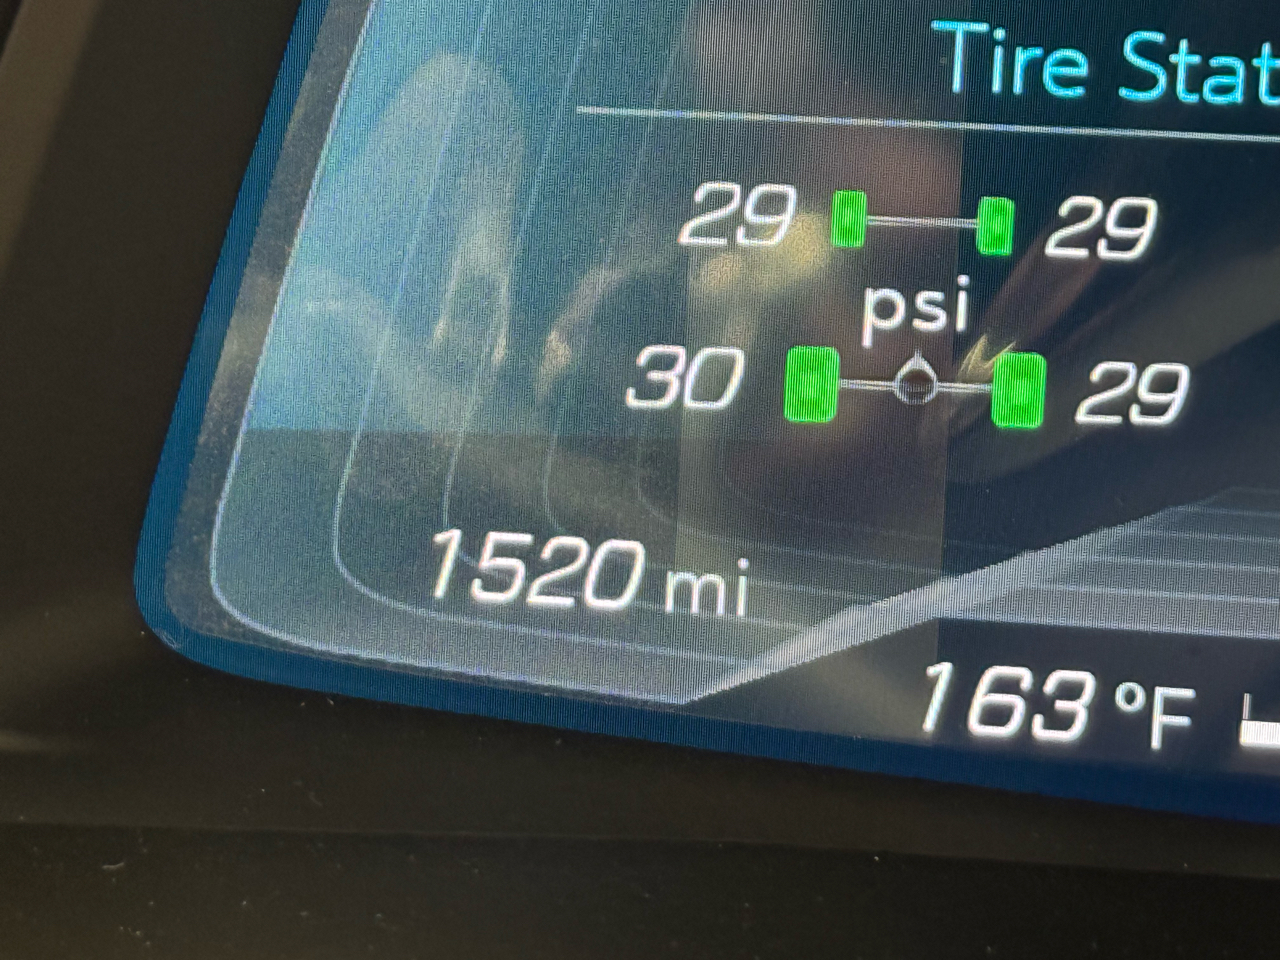 Tire Stat
29 29
psi
30 29
1520 mi
163 °F